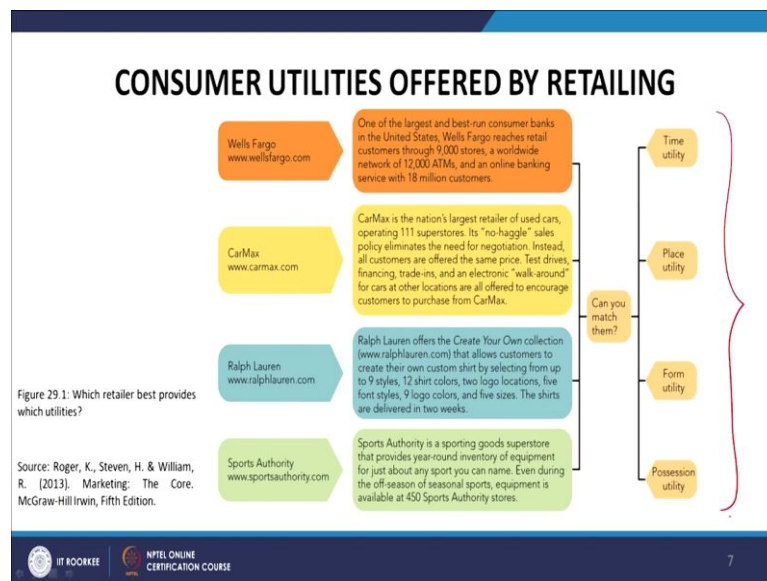 CONSUMER UTILITIES OFFERED BY RETAILING
Wells Fargo
www.wellsfargo.com
One of the largest and best-run consumer banks
in the United States, Wells Fargo reaches retail
customers through 9,000 stores, a worldwide
network of 12,000 ATMs, and an online banking
service with 18 million customers.
CarMax
www.carmax.com
CarMax is the nation's largest retailer of used cars,
operating 111 superstores. Its "no-haggle" sales
policy eliminates the need for negotiation. Instead,
all customers are offered the same price. Test drives,
financing, trade-ins, and an electronic "walk-around"
for cars at other locations are all offered to encourage
customers to purchase from CarMax.
Ralph Lauren
www.ralphlauren.com
Ralph Lauren offers the Create Your Own collection
(www.ralphlauren.com) that allows customers to
create their own custom shirt by selecting from up
to 9 styles, 12 shirt colors, two logo locations, five
font styles, 9 logo colors, and five sizes. The shirts
are delivered in two weeks.
Sports Authority
www.sportsauthority.com
Sports Authority is a sporting goods superstore
that provides year-round inventory of equipment
for just about any sport you can name. Even during
the off-season of seasonal sports, equipment is
available at 450 Sports Authority stores.
Can you
match
them?
Time
utility
Place
utility
Form
utility
Possession
utility
Figure 29.1: Which retailer best provides
which utilities?
Source: Roger, K., Steven, H. & William,
R. (2013). Marketing: The Core.
McGraw-Hill Irwin, Fifth Edition.
IIT ROORKEE
NPTEL ONLINE
CERTIFICATION COURSE
7